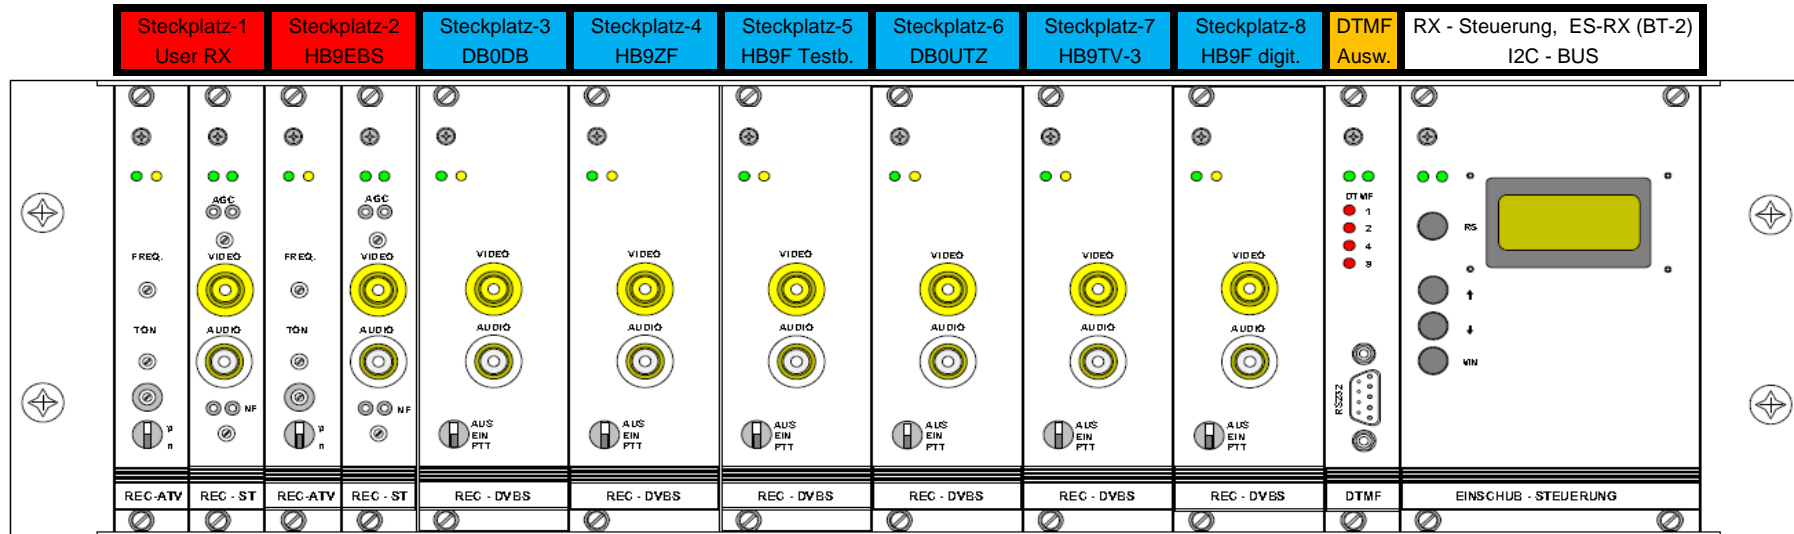 Steckplatz-1 Steckplatz-2 Steckplatz-3 Steckplatz-4 Steckplatz-5 Steckplatz-6 Steckplatz-7 Steckplatz-8 DTMF RX - Steuerung, ES-RX (BT-2)
User RX HB9EBS DB0DB HB9ZF HB9F Testb. DB0UTZ HB9TV-3 HB9F digit. Ausw. I2C - BUS
AGC AGC DTMF
1
2 RS
4
FREQ. VIDEO FREQ. VIDEO VIDEO VIDEO VIDEO VIDEO VIDEO VIDEO
TON AUDIO TON AUDIO AUDIO AUDIO AUDIO AUDIO AUDIO AUDIO
RS232
NF NF
AUS AUS AUS AUS AUS AUS
EIN EIN EIN EIN EIN EIN
PTT PTT PTT PTT PTT PTT
REC-ATV REC - ST REC-ATV REC - ST REC - DVBS REC - DVBS REC - DVBS REC - DVBS REC - DVBS REC - DVBS DTMF EINSCHUB - STEUERUNG